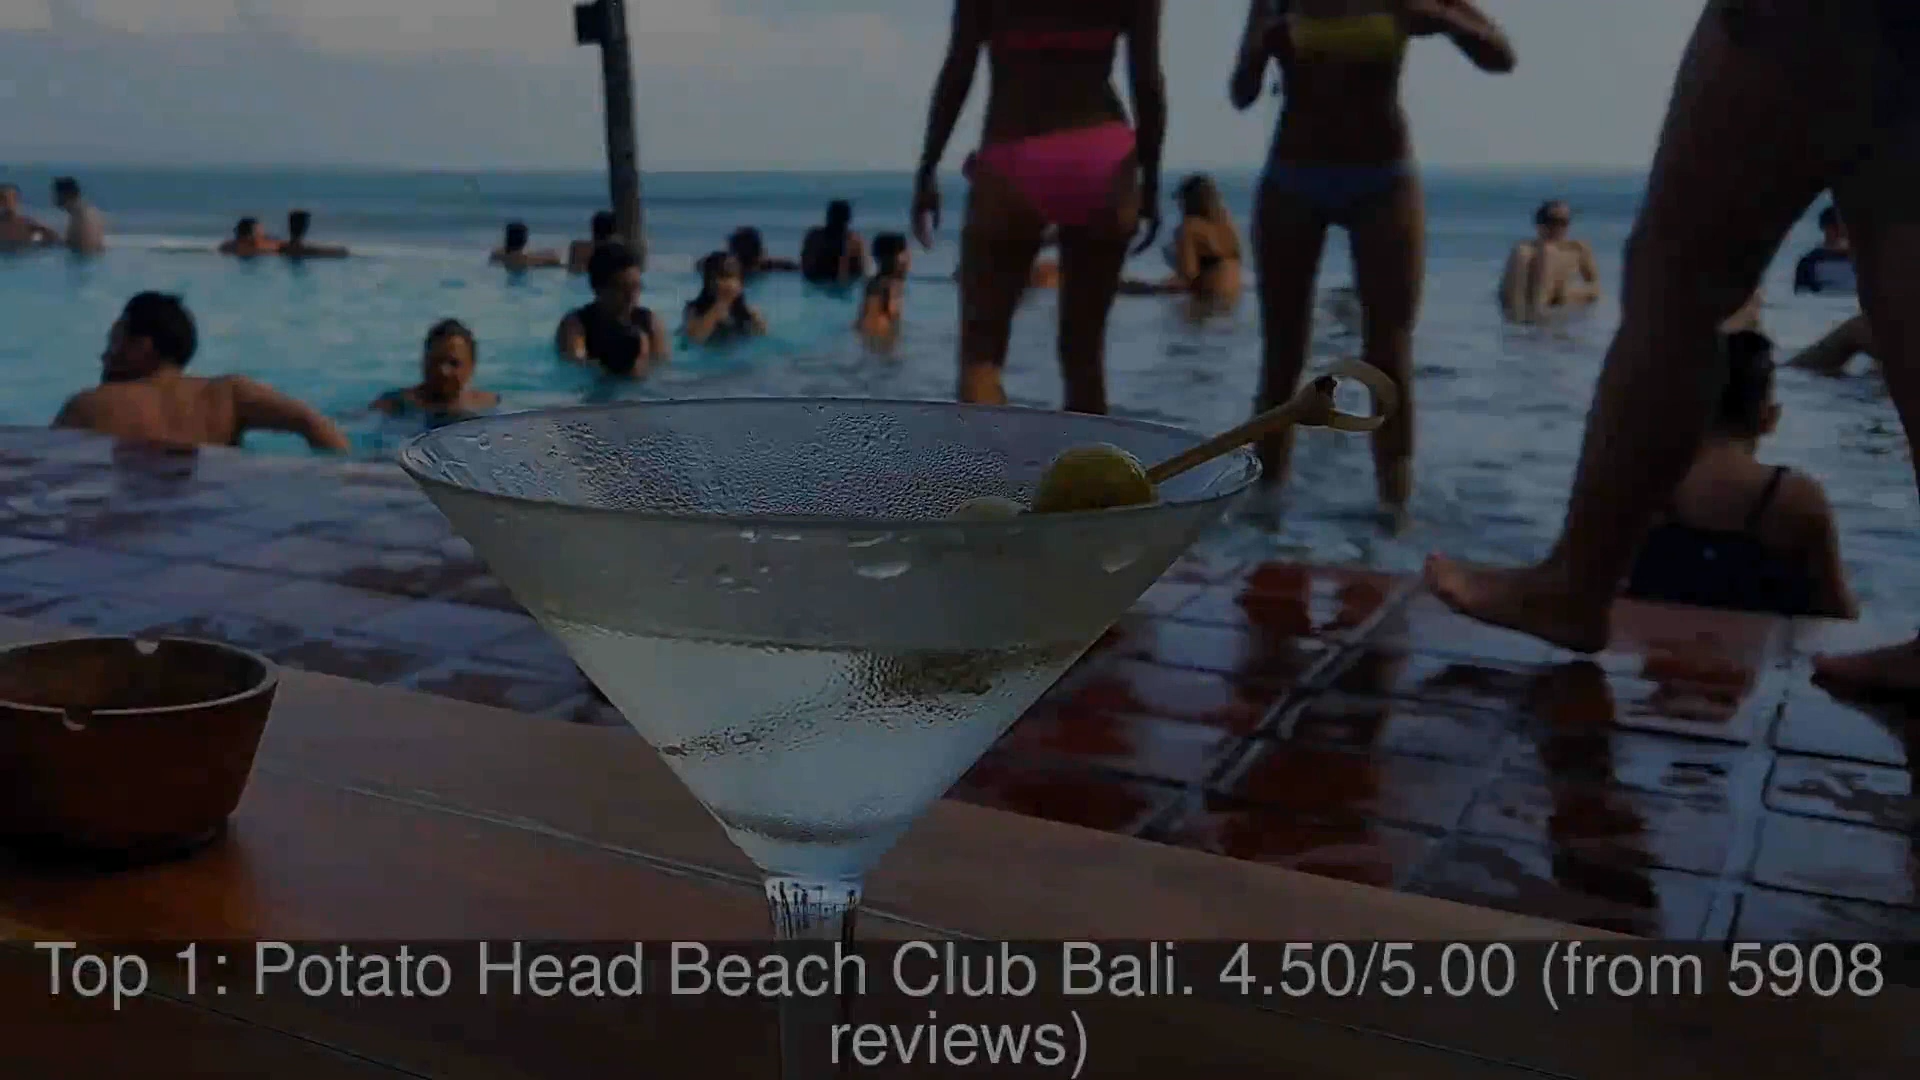 Top 1: Potato Head Beach Club Bali. 4.50/5.00 (from 5908
reviews)